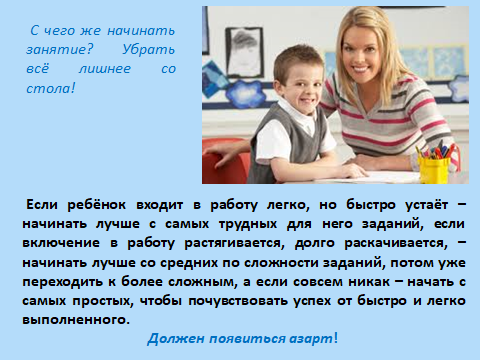 С чего же начинать
занятие? Убрать
всё лишнее со
стола!
Если ребёнок входит в работу легко, но быстро устаёт –
начинать лучше с самых трудных для него заданий, если
включение в работу растягивается, долго раскачивается, –
начинать лучше со средних по сложности заданий, потом уже
переходить к более сложным, а если совсем никак – начать с
самых простых, чтобы почувствовать успех от быстро и легко
выполненного.
Должен появиться азарт!